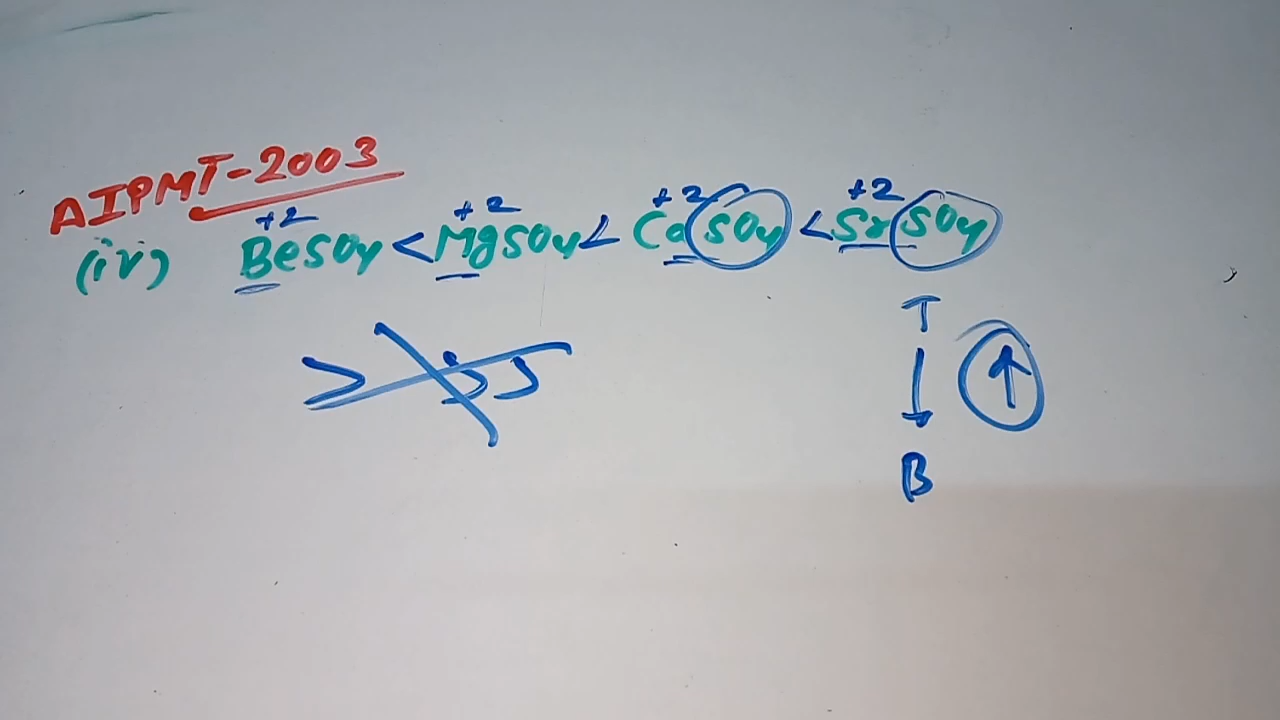 AIPMT-2003
+2 +2 +2 +2
(iv) BeSO4 < MgSO4 < CaSO4 < SrSO4
T
↓ ↑
B